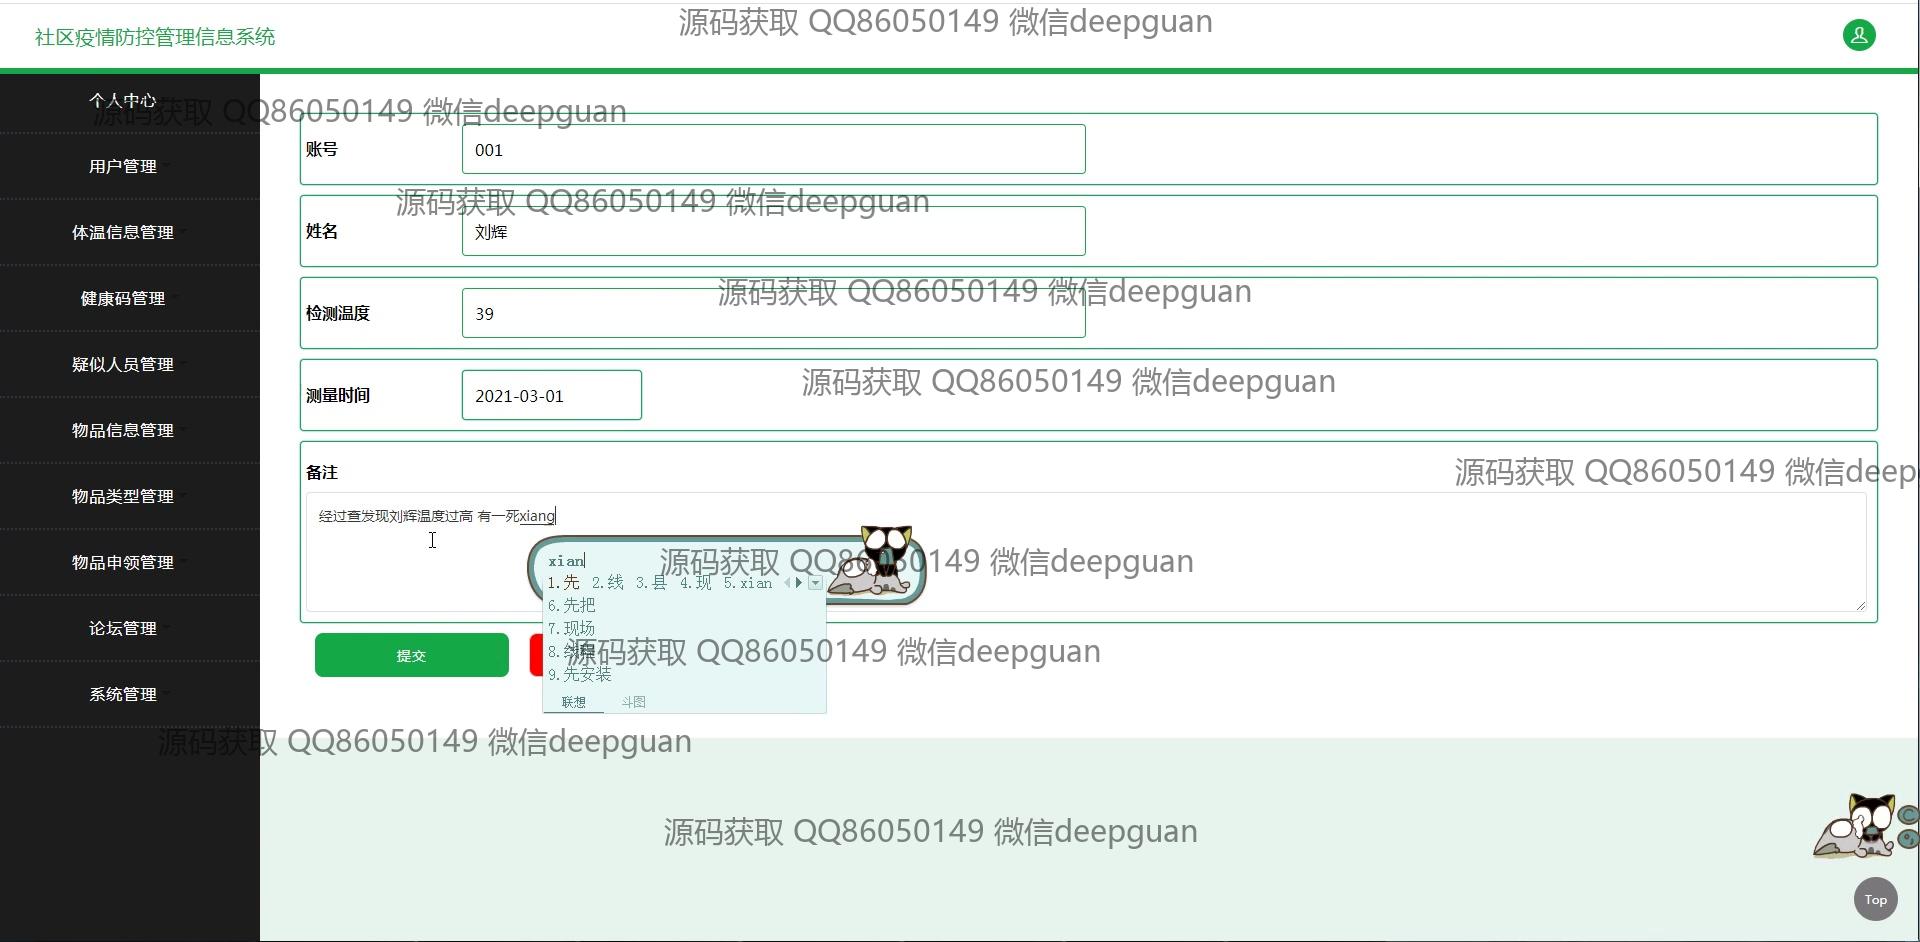 源码获取 QQ86050149 微信deepguan
社区疫情防控管理信息系统
个人中心
源码获取 QQ86050149 微信deepguan
账号
001
用户管理
源码获取 QQ86050149 微信deepguan
姓名
刘辉
体温信息管理
源码获取 QQ86050149 微信deepguan
健康码管理
检测温度
39
疑似人员管理
源码获取 QQ86050149 微信deepguan
测量时间
2021-03-01
物品信息管理
备注
源码获取 QQ86050149 微信deep
物品类型管理
经过查发现刘辉温度过高 有一死xiang
物品申领管理
源码获取 QQ86050149 微信deepguan
xian
1.先 2.线 3.县 4.现 5.xian
6.先把
7.现场
8.
9.先安装
联想 斗图
论坛管理
提交
源码获取 QQ86050149 微信deepguan
系统管理
源码获取 QQ86050149 微信deepguan
源码获取 QQ86050149 微信deepguan
Top